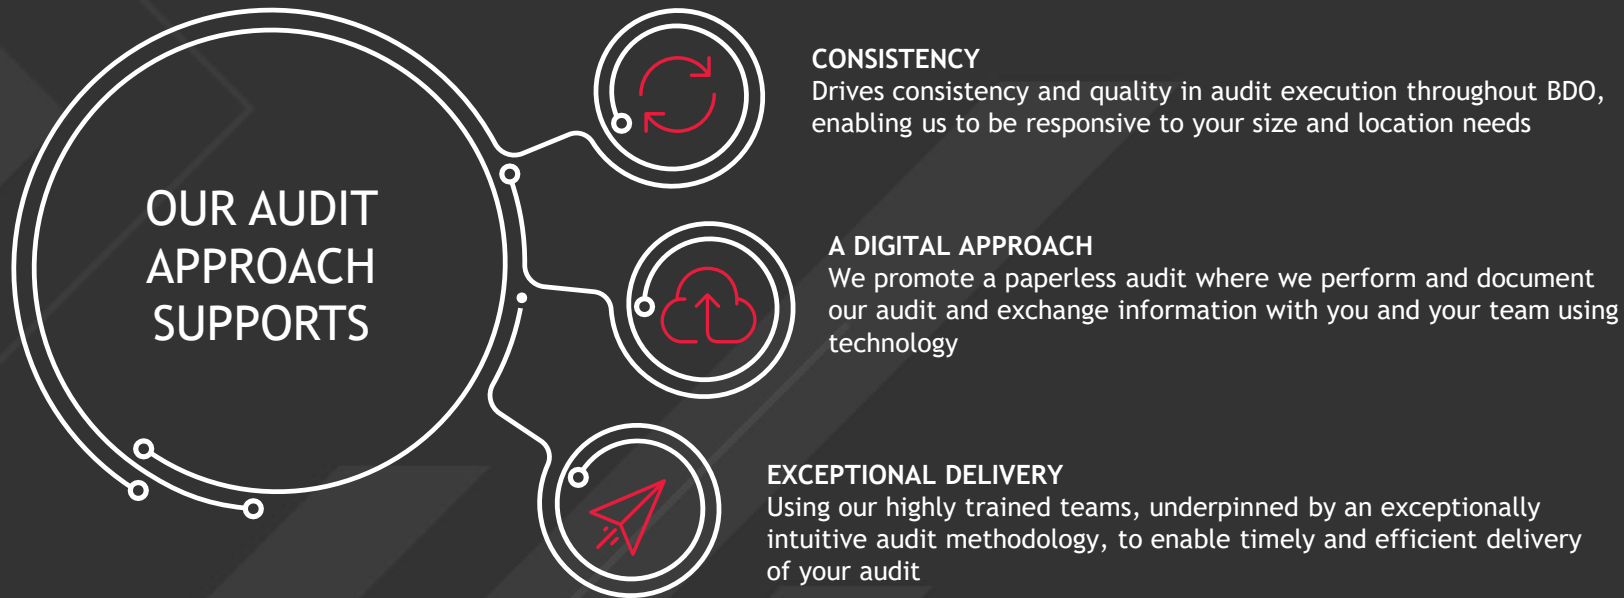 OUR AUDIT
APPROACH
SUPPORTS
CONSISTENCY
Drives consistency and quality in audit execution throughout BDO,
enabling us to be responsive to your size and location needs
A DIGITAL APPROACH
We promote a paperless audit where we perform and document
our audit and exchange information with you and your team using
technology
EXCEPTIONAL DELIVERY
Using our highly trained teams, underpinned by an exceptionally
intuitive audit methodology, to enable timely and efficient delivery
of your audit